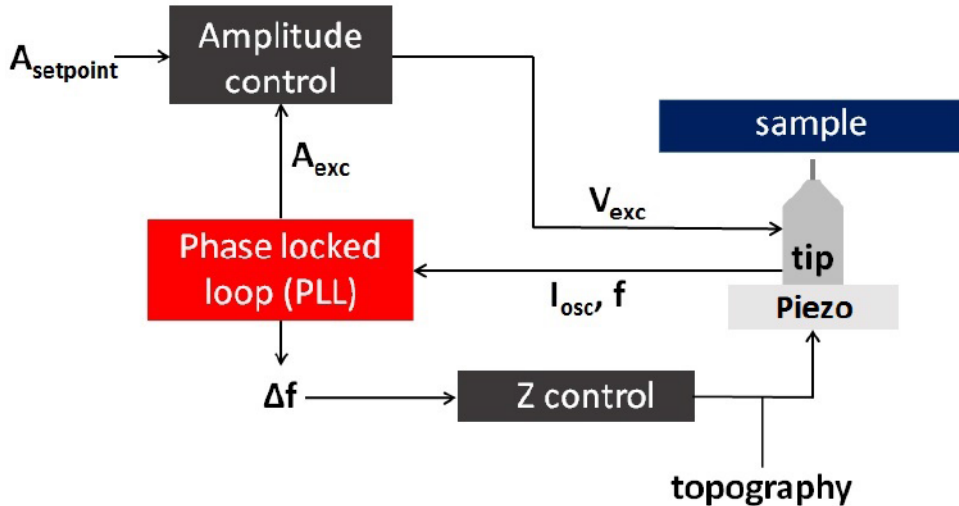 Amplitude
control
A_setpoint
sample
A_exc
V_exc
Phase locked
loop (PLL)
tip
I_osc, f
Piezo
Δf
Z control
topography